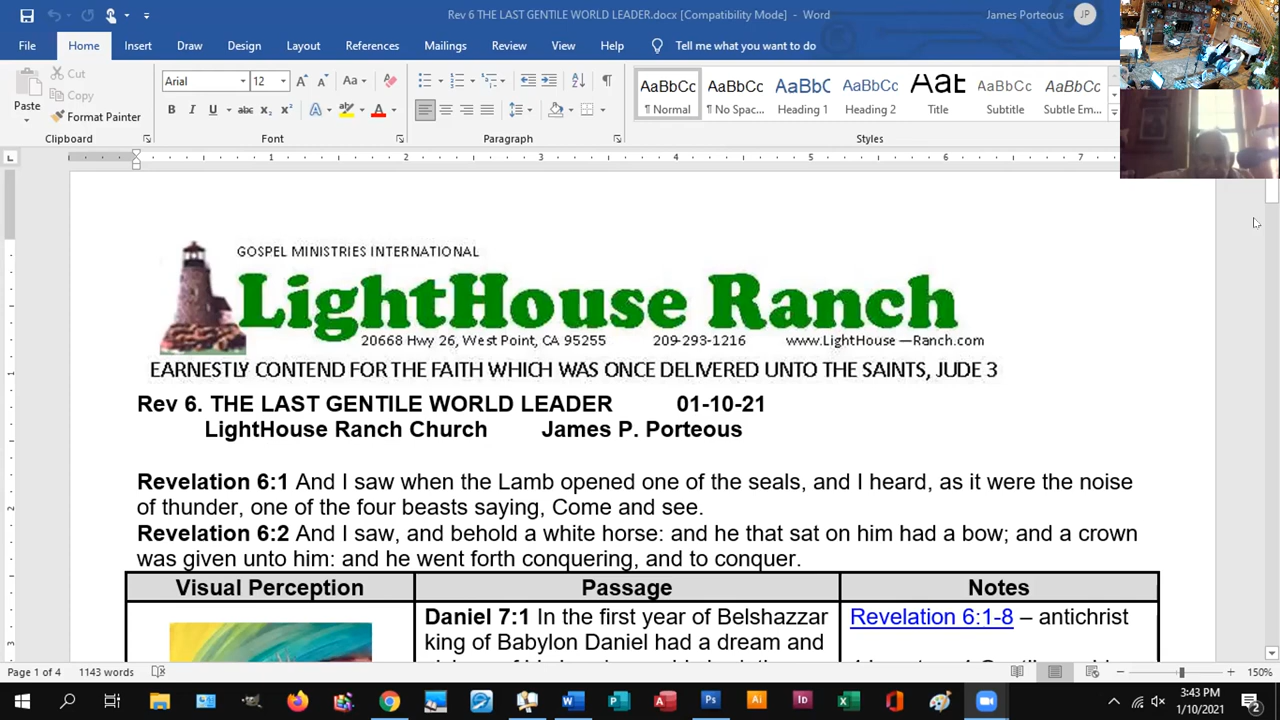 Rev 6 THE LAST GENTILE WORLD LEADER.docx [Compatibility Mode] - Word
James Porteous
JP
File Home Insert Draw Design Layout References Mailings Review View Help Tell me what you want to do
Paste
Cut
Copy
Format Painter
Clipboard
Arial 12
Font
Paragraph
AaBbCc AaBbCc AaBbC AaBbCc AaB AaBbCc AaBbCc
¶ Normal ¶ No Spac... Heading 1 Heading 2 Title Subtitle Subtle Em...
Styles
1 2 3 4 5 6 7
GOSPEL MINISTRIES INTERNATIONAL
LightHouse Ranch
20668 Hwy 26, West Point, CA 95255 209-293-1216 www.LightHouse—Ranch.com
EARNESTLY CONTEND FOR THE FAITH WHICH WAS ONCE DELIVERED UNTO THE SAINTS, JUDE 3
Rev 6. THE LAST GENTILE WORLD LEADER 01-10-21
LightHouse Ranch Church James P. Porteous
Revelation 6:1 And I saw when the Lamb opened one of the seals, and I heard, as it were the noise
of thunder, one of the four beasts saying, Come and see.
Revelation 6:2 And I saw, and behold a white horse: and he that sat on him had a bow; and a crown
was given unto him: and he went forth conquering, and to conquer.
Visual Perception Passage Notes
Daniel 7:1 In the first year of Belshazzar
king of Babylon Daniel had a dream and
Revelation 6:1-8 – antichrist
Page 1 of 4 1143 words
150%
3:43 PM
1/10/2021
2